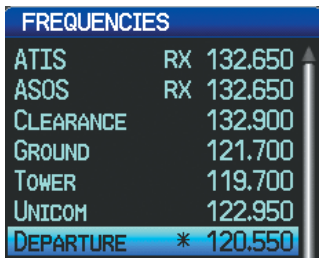 FREQUENCIES
ATIS RX 132.650
ASOS RX 132.650
CLEARANCE 132.900
GROUND 121.700
TOWER 119.700
UNICOM 122.950
DEPARTURE * 120.550